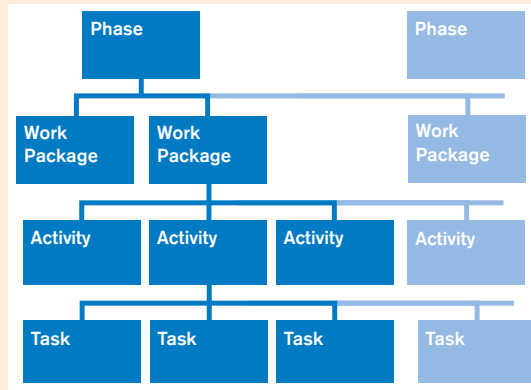 Phase
Phase
Work
Package
Work
Package
Work
Package
Activity
Activity
Activity
Activity
Task
Task
Task
Task